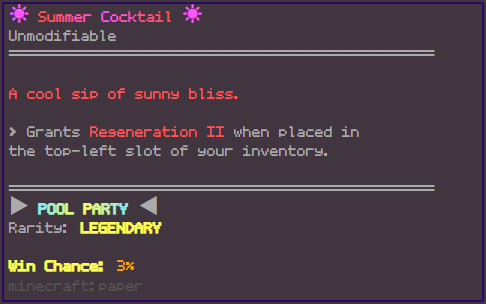 ☀ Summer Cocktail ☀
Unmodifiable
A cool sip of sunny bliss.
> Grants Regeneration II when placed in
the top-left slot of your inventory.
▶ POOL PARTY ◀
Rarity: LEGENDARY
Win Chance: 3%
minecraft:paper